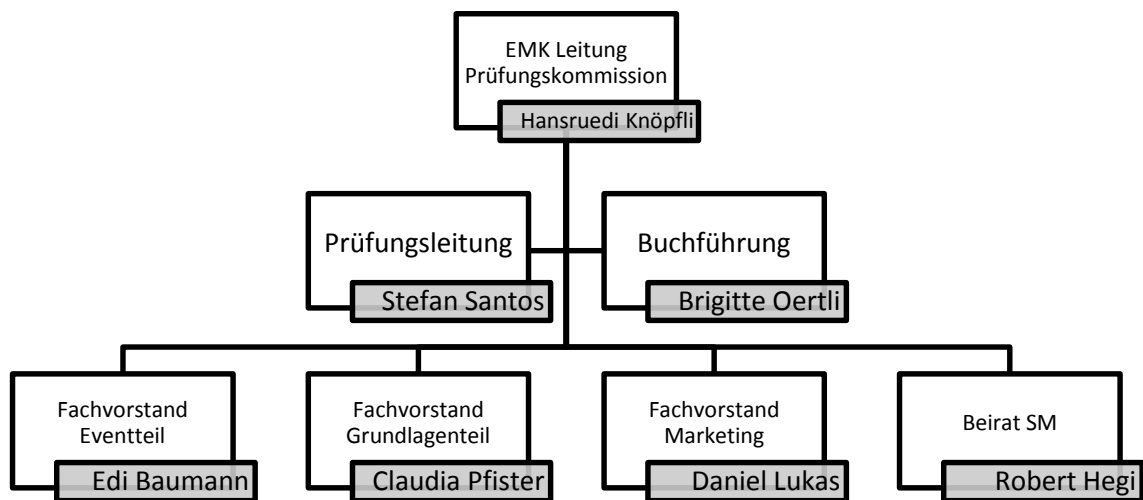 EMK Leitung
Prüfungskommission
Hansruedi Knöpfli
Prüfungsleitung
Stefan Santos
Buchführung
Brigitte Oertli
Fachvorstand
Eventteil
Edi Baumann
Fachvorstand
Grundlagenteil
Claudia Pfister
Fachvorstand
Marketing
Daniel Lukas
Beirat SM
Robert Hegi